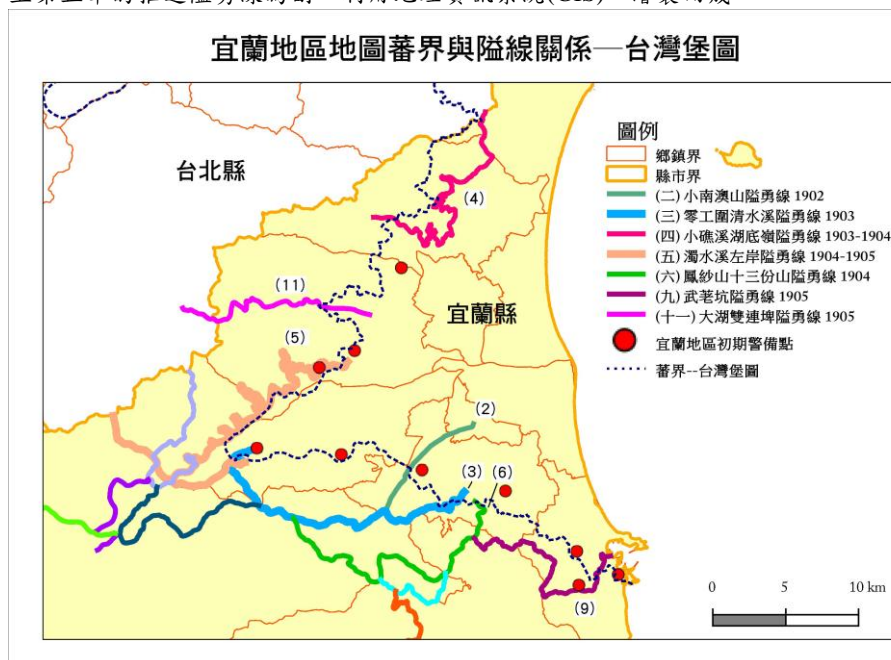 宜蘭地區地圖蕃界與隘線關係─台灣堡圖
圖例
鄉鎮界
縣市界
(二) 小南澳山隘勇線 1902
(三) 零工圍清水溪隘勇線 1903
(四) 小礁溪湖底嶺隘勇線 1903-1904
(五) 濁水溪左岸隘勇線 1904-1905
(六) 鳳紗山十三份山隘勇線 1904
(九) 武荖坑隘勇線 1905
(十一) 大湖雙連埤隘勇線 1905
宜蘭地區初期警備點
蕃界--台灣堡圖
台北縣
(4)
(11)
宜蘭縣
(5)
(2)
(3)
(6)
(9)
0 5 10 km